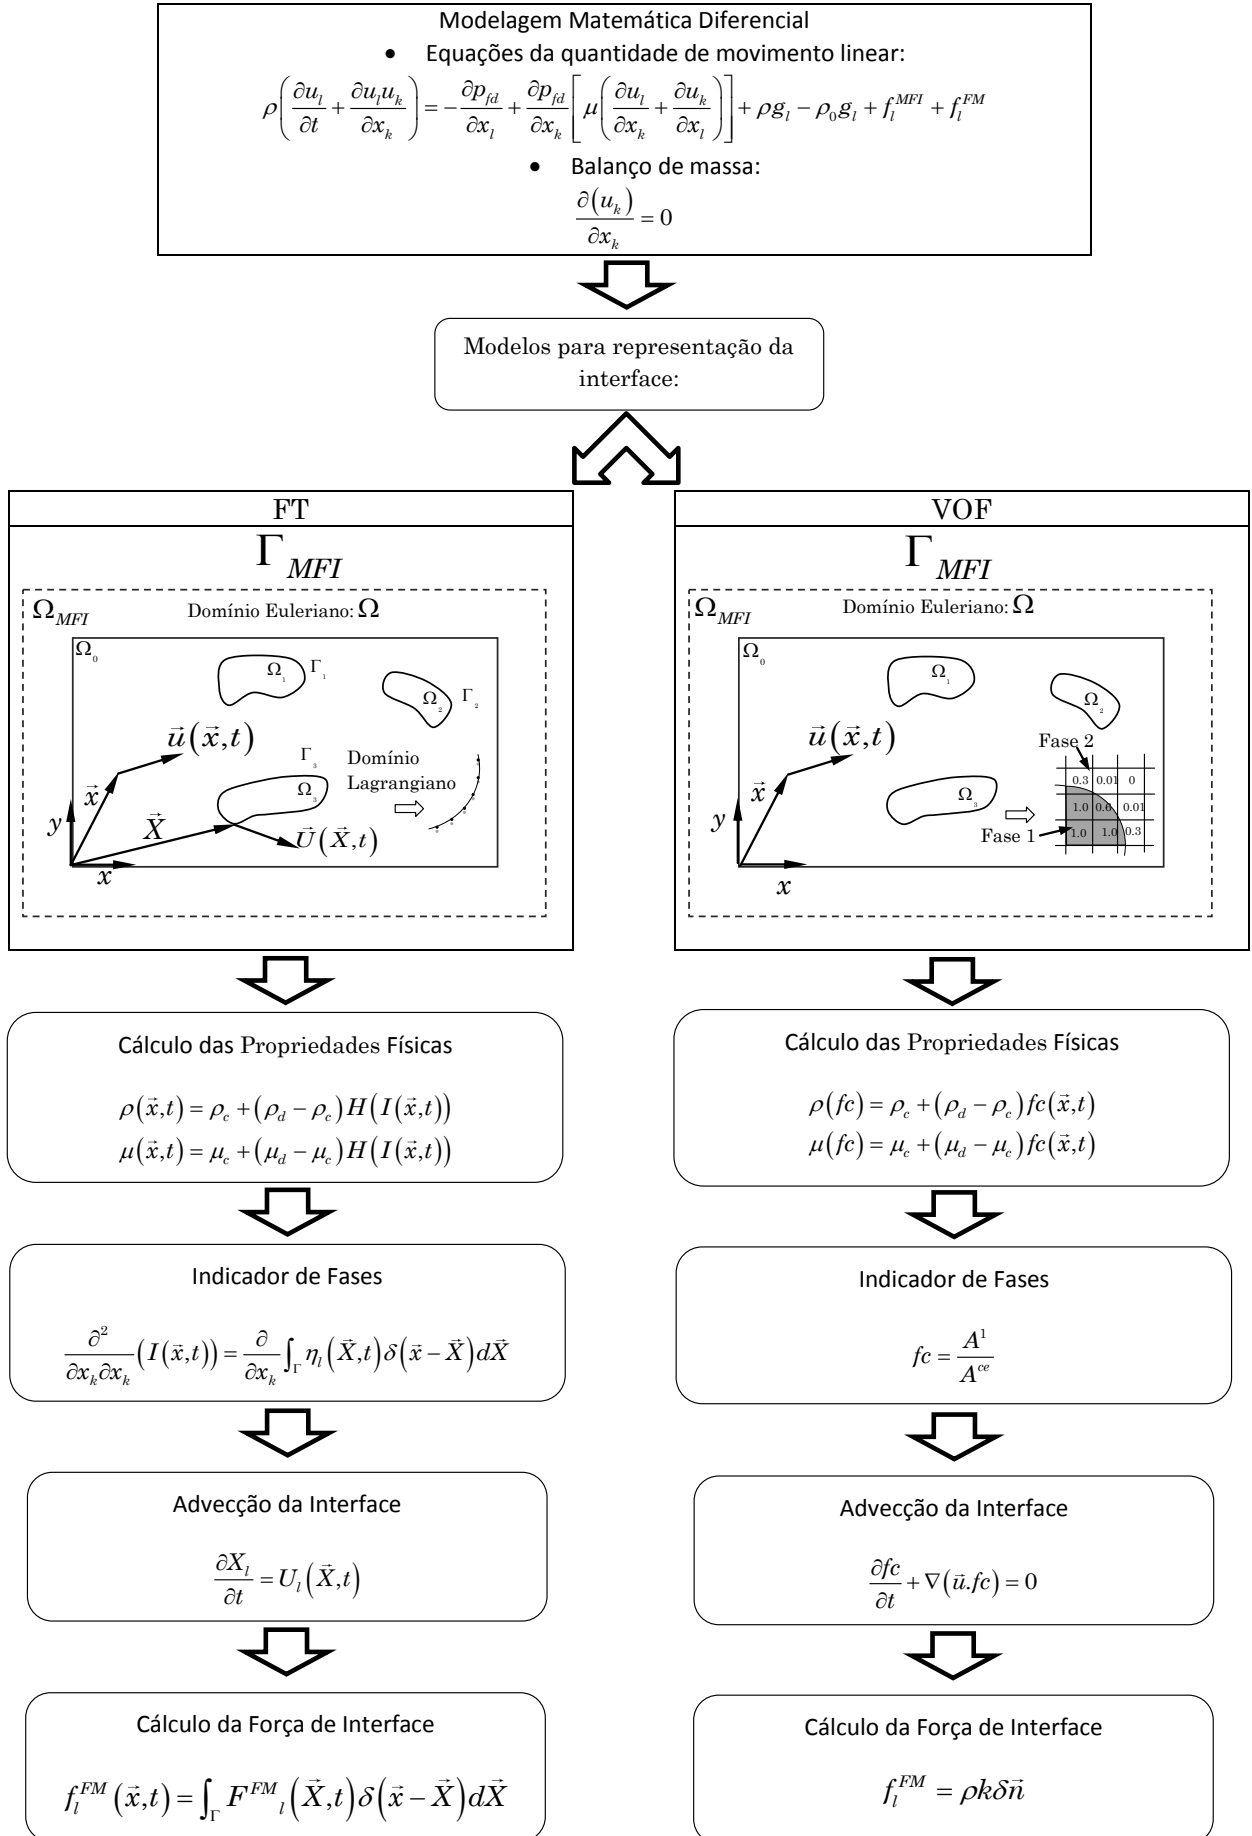 Modelagem Matemática Diferencial
• Equações da quantidade de movimento linear:
ρ(∂u_l/∂t + ∂u_l u_k/∂x_k) = −∂p_fd/∂x_l + ∂p_fd/∂x_k [μ(∂u_l/∂x_k + ∂u_k/∂x_l)] + ρg_l − ρ_0 g_l + f_l^MFI + f_l^FM
• Balanço de massa:
∂(u_k)/∂x_k = 0
Modelos para representação da
interface:
FT
Γ_MFI
Ω_MFI Domínio Euleriano: Ω
Ω_0
Ω_1 Γ_1
Ω_2 Γ_2
u⃗(x⃗,t)
Γ_3
Ω_3
Domínio
Lagrangiano
x⃗
y
X⃗
U⃗(X⃗,t)
x
VOF
Γ_MFI
Ω_MFI Domínio Euleriano: Ω
Ω_0
Ω_1
Ω_2
u⃗(x⃗,t)
Fase 2
0.3 0.01 0
x⃗
Ω_3
1.0 0.6 0.01
y
Fase 1
1.0 1.0 0.3
x
Cálculo das Propriedades Físicas
ρ(x⃗,t) = ρ_c + (ρ_d − ρ_c)H(I(x⃗,t))
μ(x⃗,t) = μ_c + (μ_d − μ_c)H(I(x⃗,t))
Cálculo das Propriedades Físicas
ρ(fc) = ρ_c + (ρ_d − ρ_c)fc(x⃗,t)
μ(fc) = μ_c + (μ_d − μ_c)fc(x⃗,t)
Indicador de Fases
∂²/∂x_k∂x_k (I(x⃗,t)) = ∂/∂x_k ∫_Γ η_l(X⃗,t)δ(x⃗ − X⃗)dX⃗
Indicador de Fases
fc = A^1/A^ce
Advecção da Interface
∂X_l/∂t = U_l(X⃗,t)
Advecção da Interface
∂fc/∂t + ∇(u⃗.fc) = 0
Cálculo da Força de Interface
f_l^FM(x⃗,t) = ∫_Γ F^FM_l(X⃗,t)δ(x⃗ − X⃗)dX⃗
Cálculo da Força de Interface
f_l^FM = ρkδn⃗